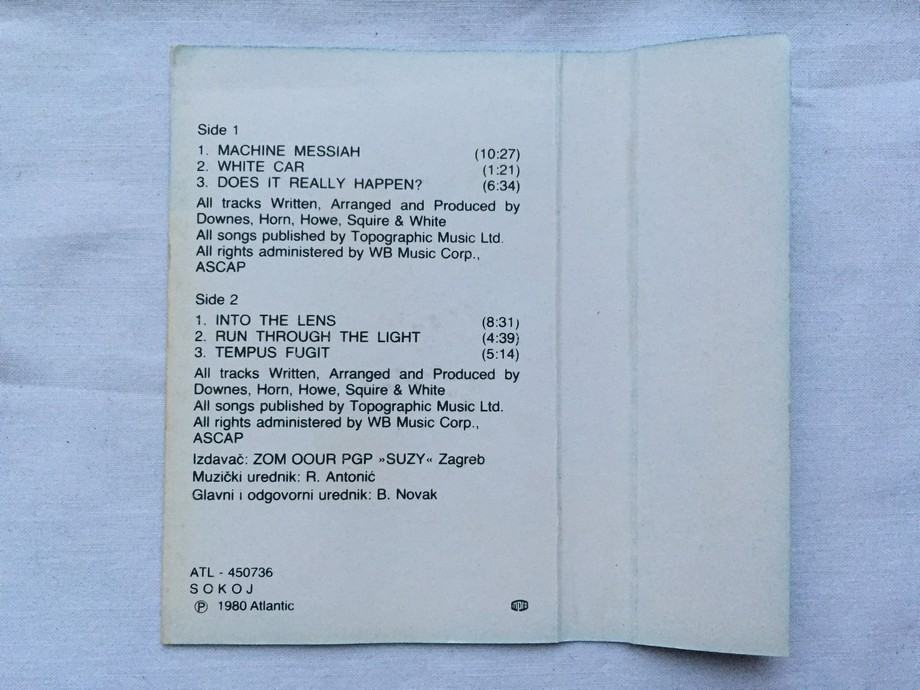 Side 1
1. MACHINE MESSIAH (10:27)
2. WHITE CAR (1:21)
3. DOES IT REALLY HAPPEN? (6:34)
All tracks Written, Arranged and Produced by
Downes, Horn, Howe, Squire & White
All songs published by Topographic Music Ltd.
All rights administered by WB Music Corp.,
ASCAP
Side 2
1. INTO THE LENS (8:31)
2. RUN THROUGH THE LIGHT (4:39)
3. TEMPUS FUGIT (5:14)
All tracks Written, Arranged and Produced by
Downes, Horn, Howe, Squire & White
All songs published by Topographic Music Ltd.
All rights administered by WB Music Corp.,
ASCAP
Izdavač: ZOM OOUR PGP »SUZY« Zagreb
Muzički urednik: R. Antonić
Glavni i odgovorni urednik: B. Novak
ATL - 450736
SOKOJ
℗ 1980 Atlantic